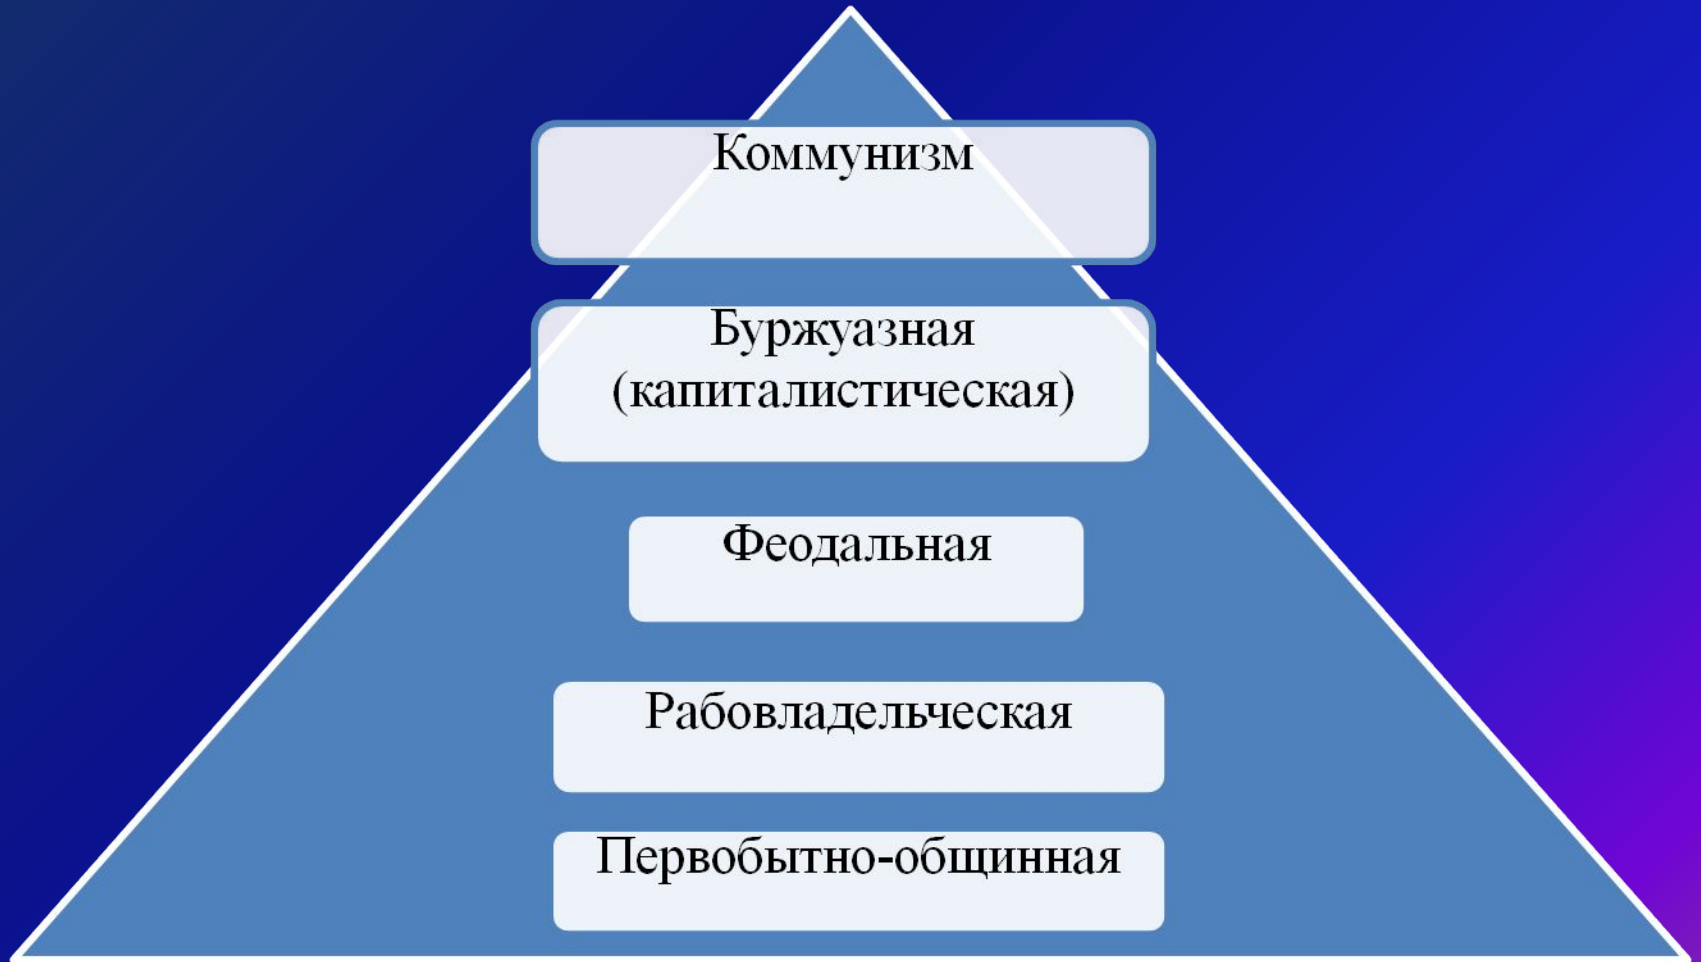 Коммунизм
Буржуазная
(капиталистическая)
Феодальная
Рабовладельческая
Первобытно-общинная